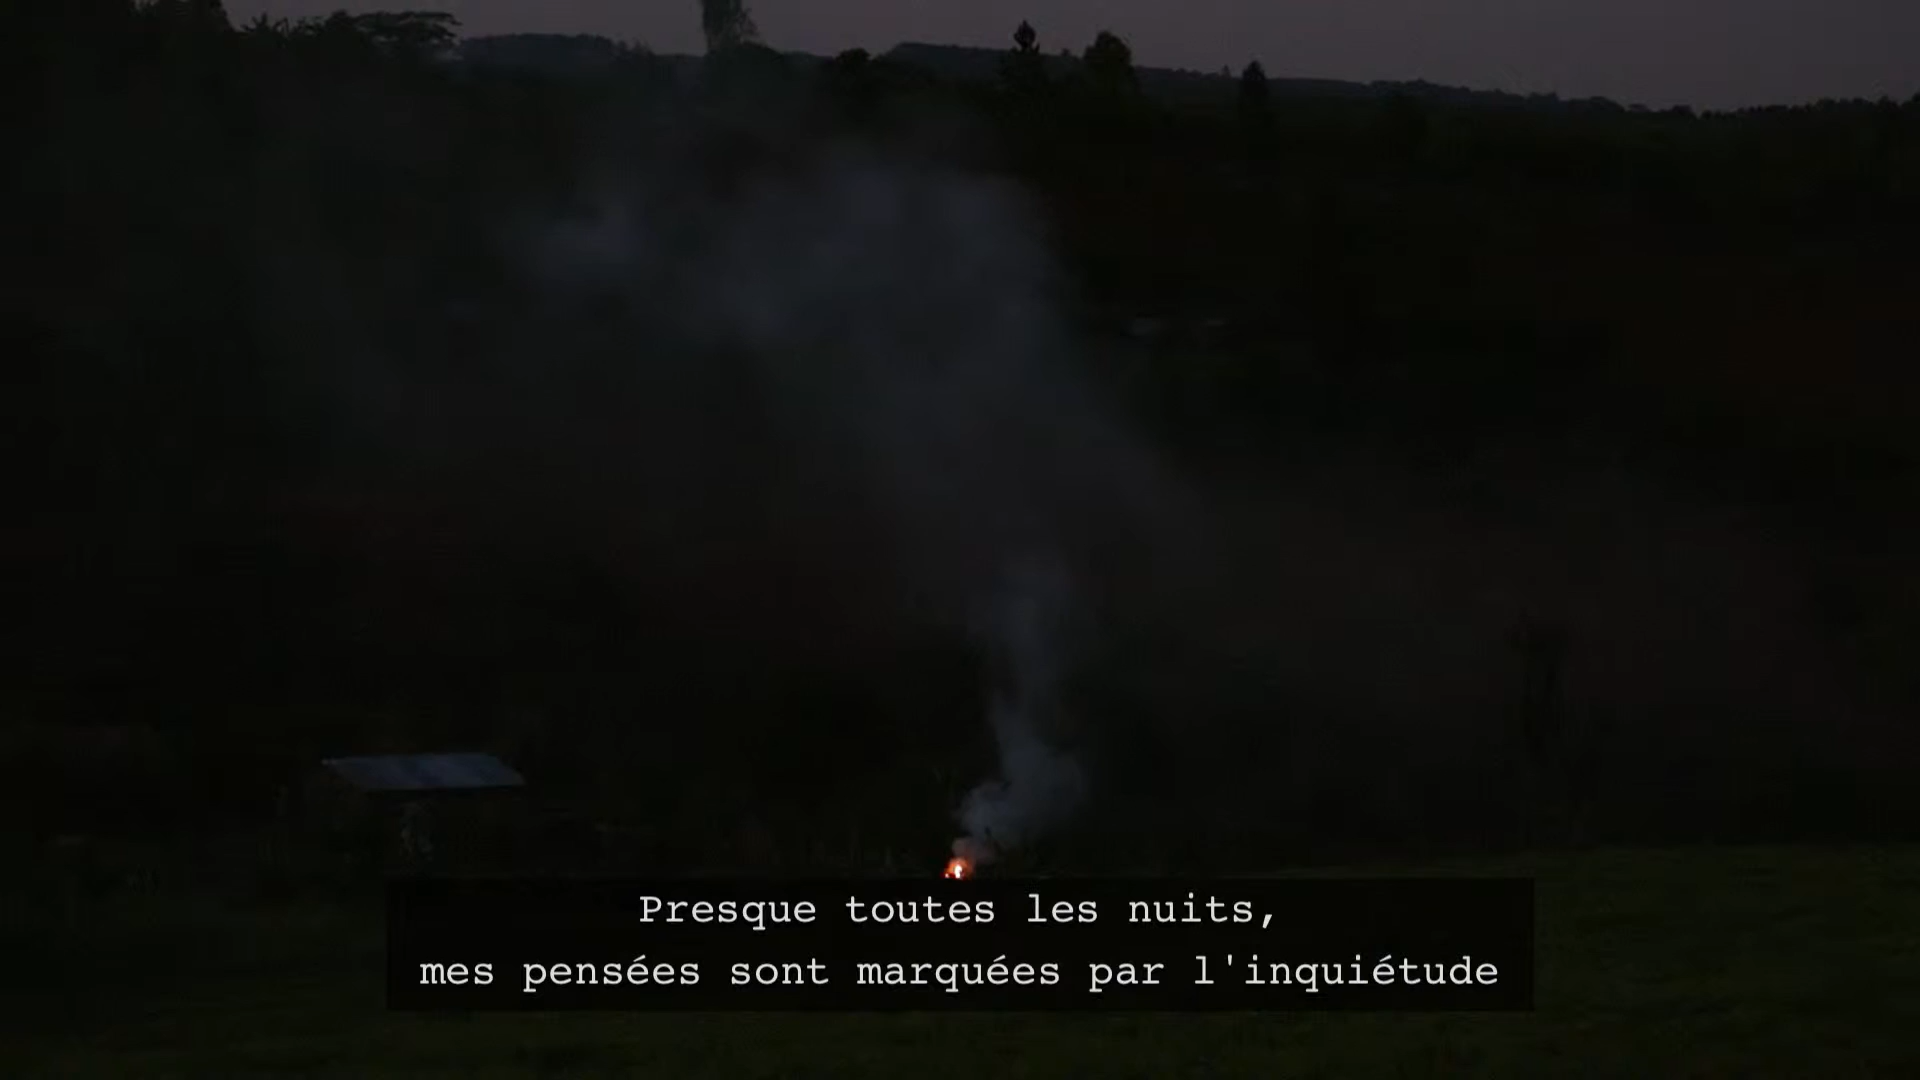 Presque toutes les nuits,
mes pensées sont marquées par l'inquiétude